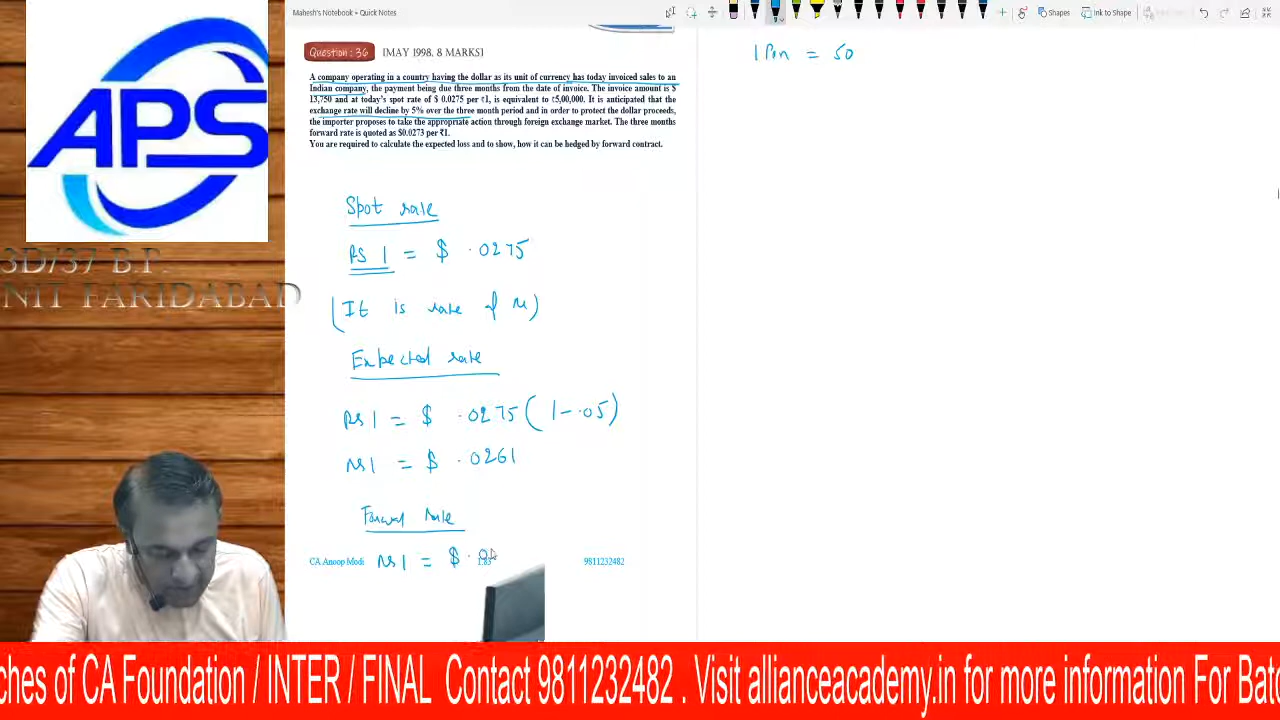 Mahesh's Notebook • Quick Notes
Shapes
Ink to Shape
APS
3D/37 B.P.
NIT FARIDABAD
Question : 36 [MAY 1998, 8 MARKS]
A company operating in a country having the dollar as its unit of currency has today invoiced sales to an
Indian company, the payment being due three months from the date of invoice. The invoice amount is $
13,750 and at today's spot rate of $ 0.0275 per ₹1, is equivalent to ₹5,00,000. It is anticipated that the
exchange rate will decline by 5% over the three month period and in order to protect the dollar proceeds,
the importer proposes to take the appropriate action through foreign exchange market. The three months
forward rate is quoted as $0.0273 per ₹1.
You are required to calculate the expected loss and to show, how it can be hedged by forward contract.
Spot rate
RS 1 = $ .0275
(It is rate of
Expected rate
RS 1 = $ .0275 (1-.05)
RS 1 = $ .0261
rate
RS 1 = $ .0
CA Anoop Modi 1.83 9811232482
= 50
ches of CA Foundation / INTER / FINAL Contact 9811232482 . Visit allianceacademy.in for more information For Batc